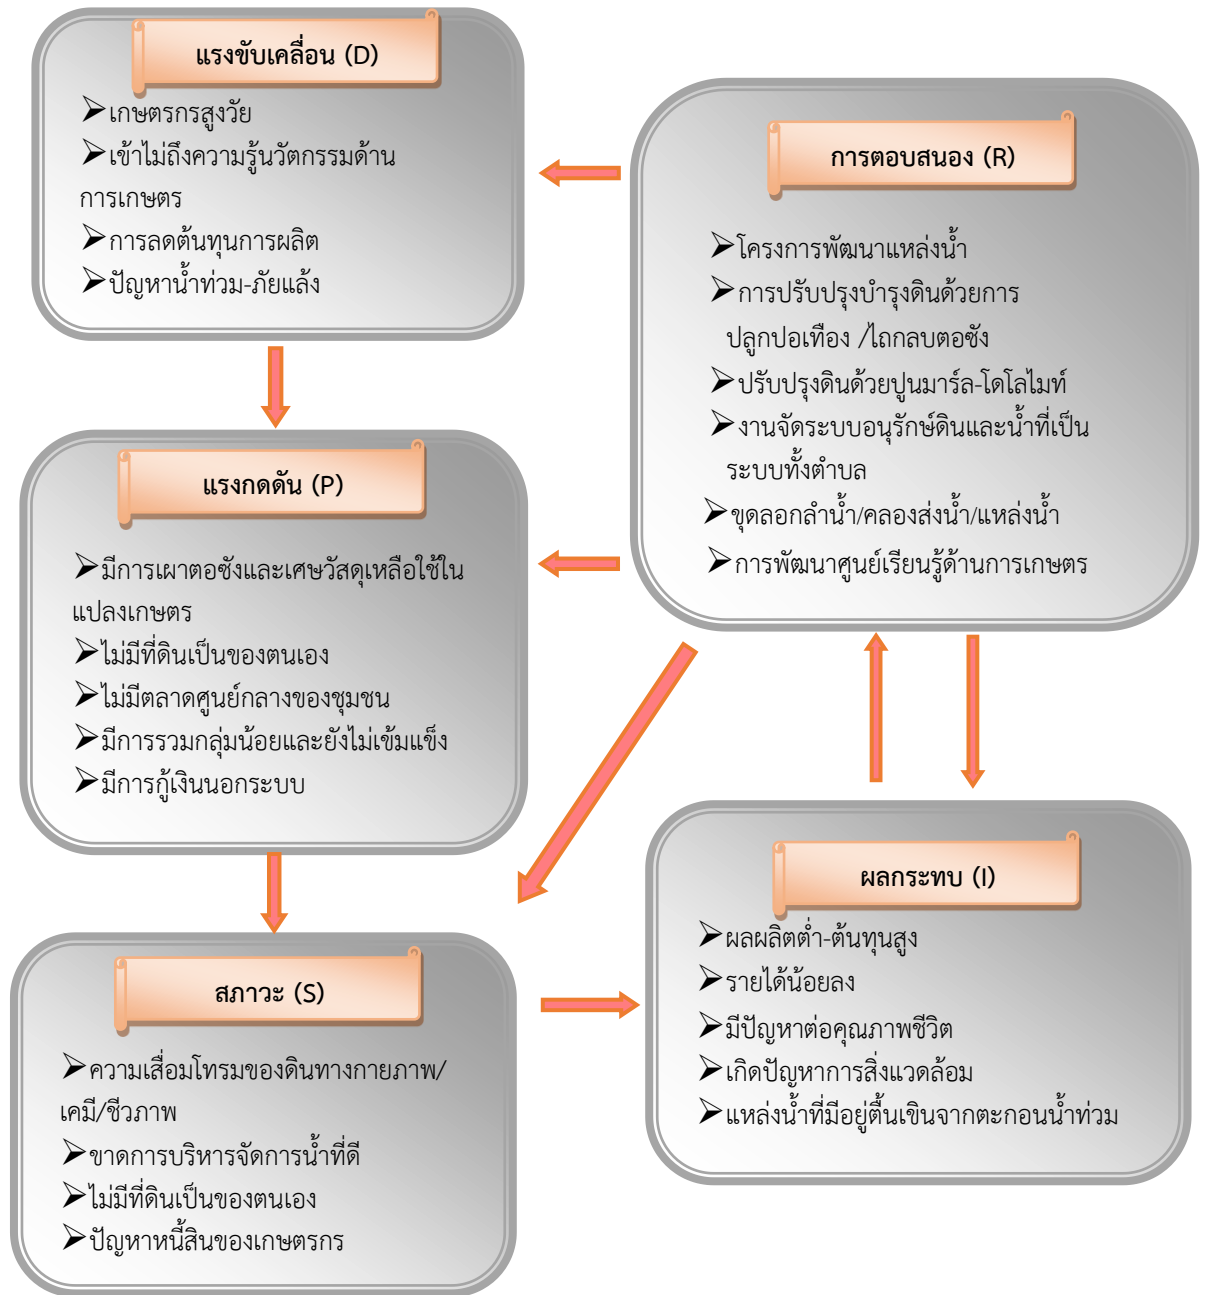 แรงขับเคลื่อน (D)
➤เกษตรกรสูงวัย
➤เข้าไม่ถึงความรู้นวัตกรรมด้าน
การเกษตร
➤การลดต้นทุนการผลิต
➤ปัญหาน้ำท่วม-ภัยแล้ง
การตอบสนอง (R)
➤โครงการพัฒนาแหล่งน้ำ
➤การปรับปรุงบำรุงดินด้วยการ
ปลูกปอเทือง /ไถกลบตอซัง
➤ปรับปรุงดินด้วยปูนมาร์ล-โดโลไมท์
➤งานจัดระบบอนุรักษ์ดินและน้ำที่เป็น
ระบบทั้งตำบล
➤ขุดลอกลำน้ำ/คลองส่งน้ำ/แหล่งน้ำ
➤การพัฒนาศูนย์เรียนรู้ด้านการเกษตร
แรงกดดัน (P)
➤มีการเผาตอซังและเศษวัสดุเหลือใช้ใน
แปลงเกษตร
➤ไม่มีที่ดินเป็นของตนเอง
➤ไม่มีตลาดศูนย์กลางของชุมชน
➤มีการรวมกลุ่มน้อยและยังไม่เข้มแข็ง
➤มีการกู้เงินนอกระบบ
ผลกระทบ (I)
➤ผลผลิตต่ำ-ต้นทุนสูง
➤รายได้น้อยลง
➤มีปัญหาต่อคุณภาพชีวิต
➤เกิดปัญหาการสิ่งแวดล้อม
➤แหล่งน้ำที่มีอยู่ตื้นเขินจากตะกอนน้ำท่วม
สภาวะ (S)
➤ความเสื่อมโทรมของดินทางกายภาพ/
เคมี/ชีวภาพ
➤ขาดการบริหารจัดการน้ำที่ดี
➤ไม่มีที่ดินเป็นของตนเอง
➤ปัญหาหนี้สินของเกษตรกร